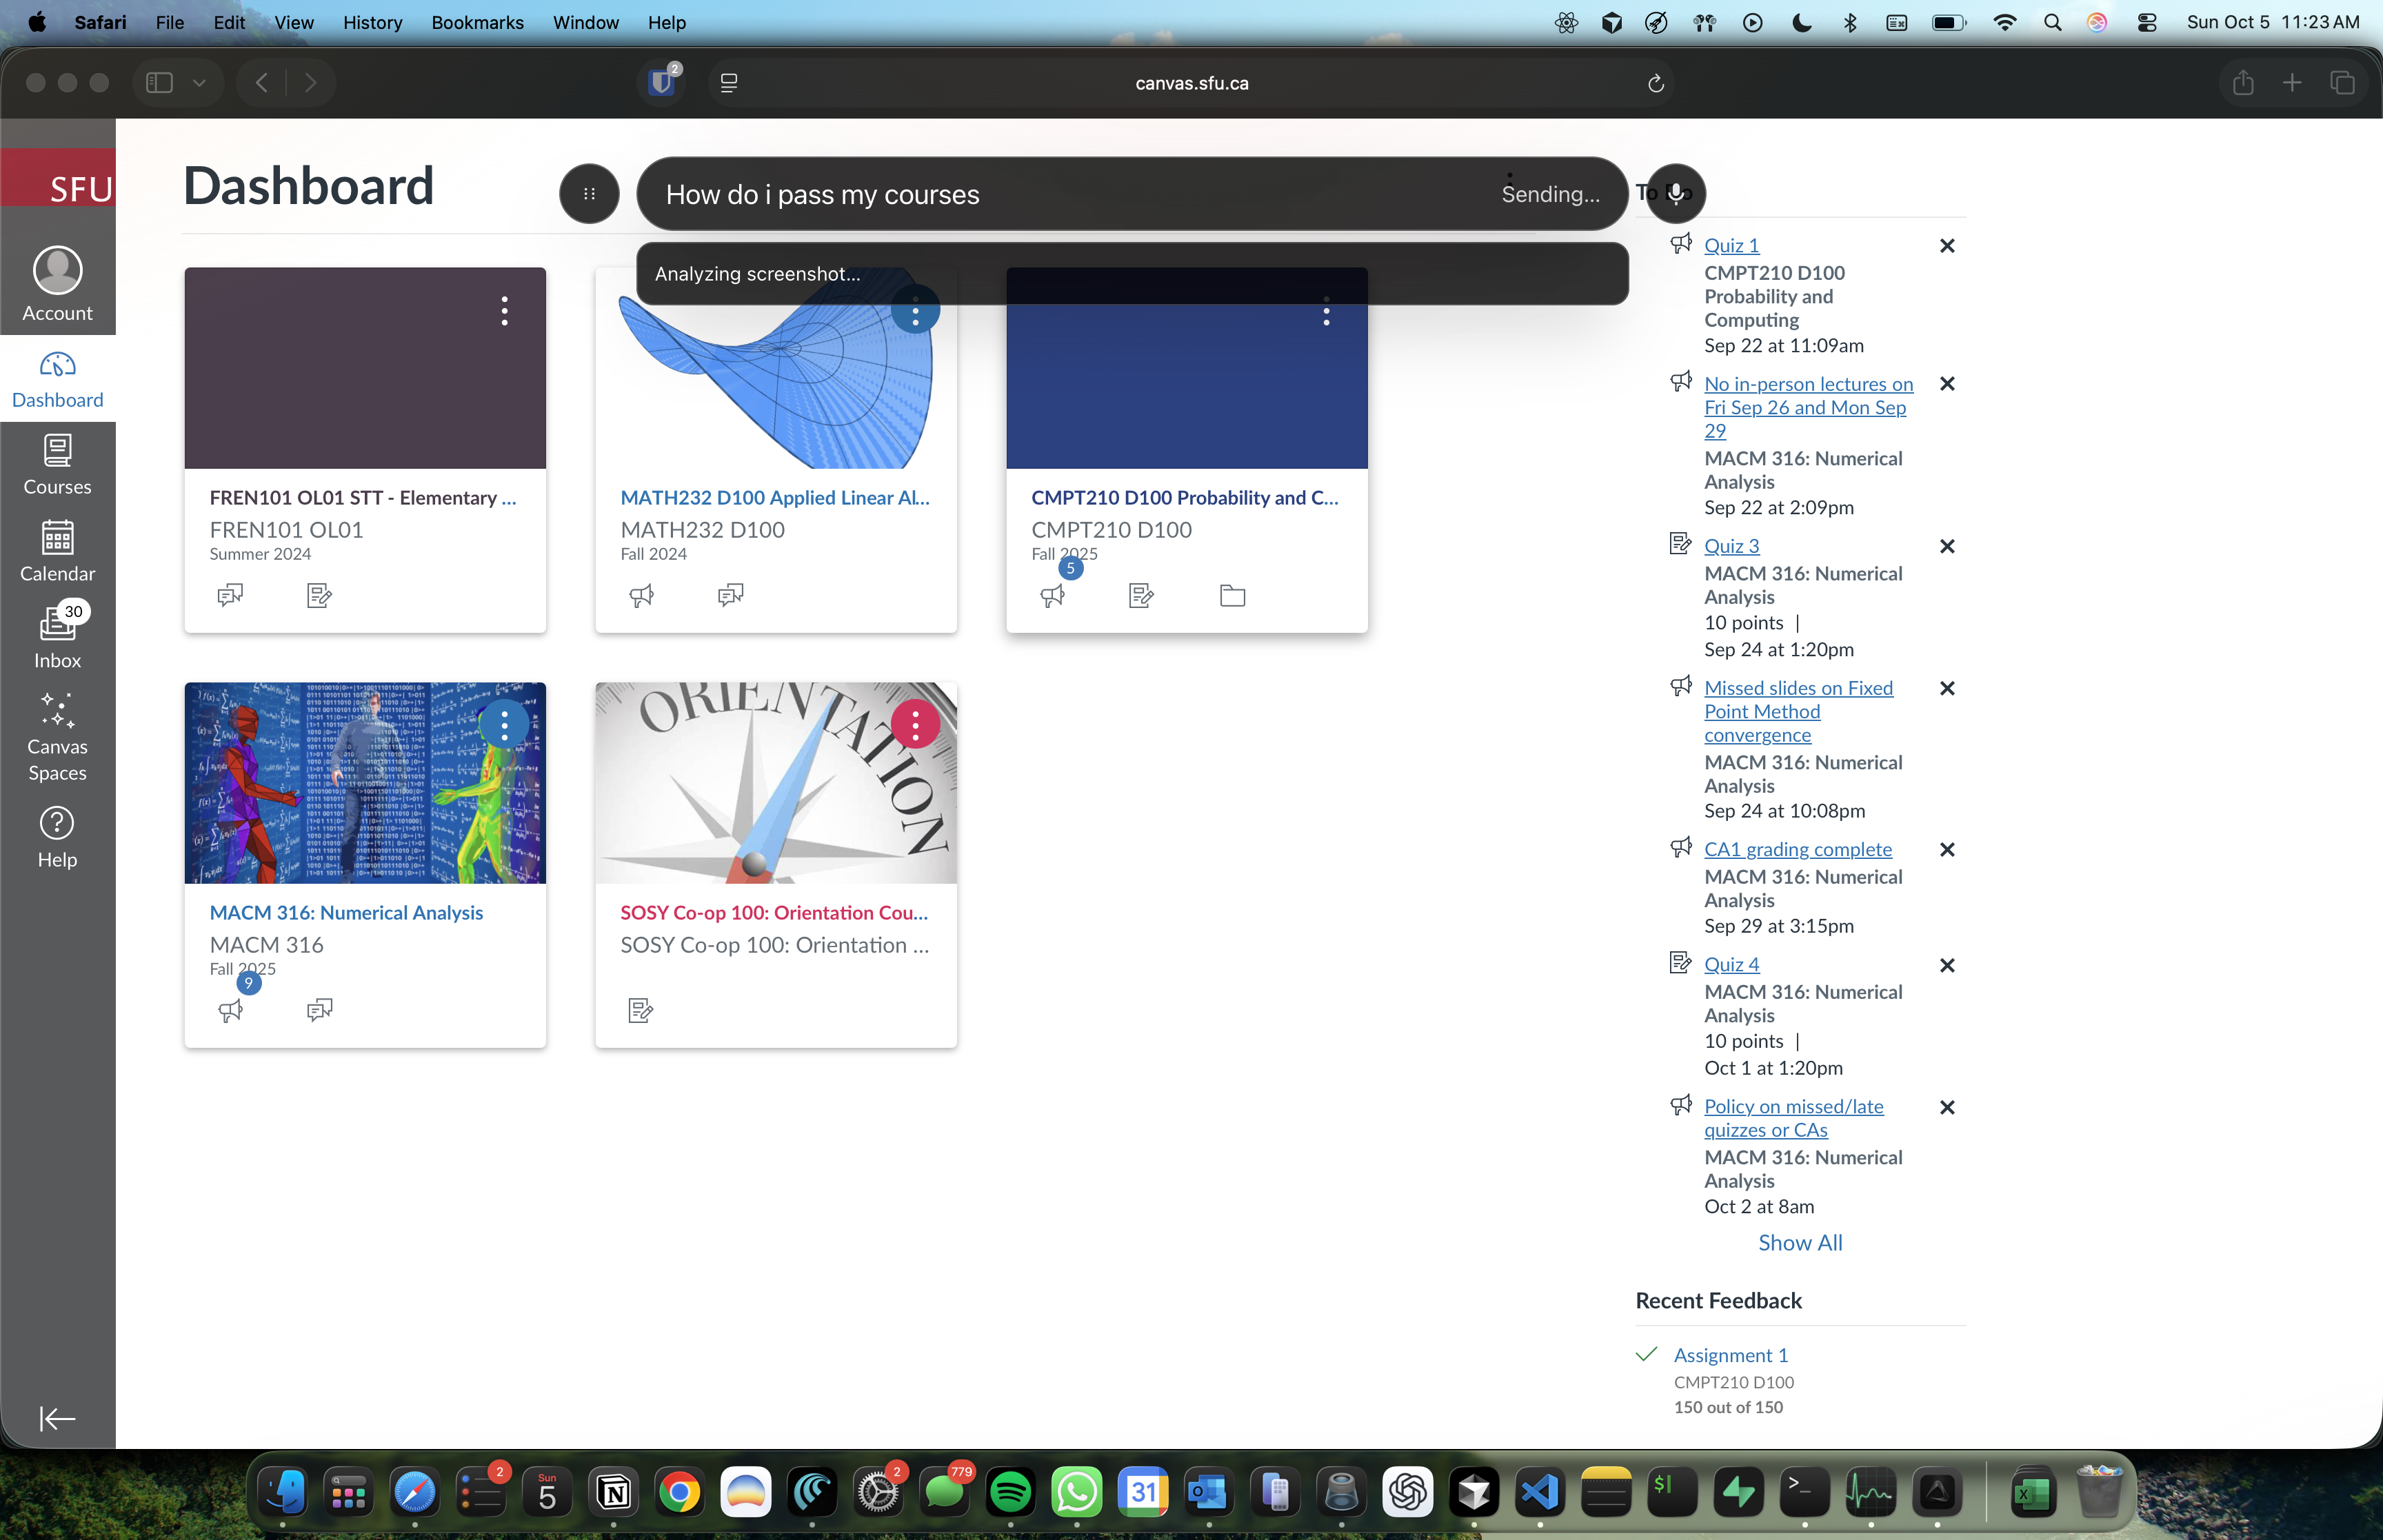 Safari File Edit View History Bookmarks Window Help Sun Oct 5 11:23 AM
2
canvas.sfu.ca
SFU
Account
Dashboard
Courses
Calendar
30
Inbox
Canvas
Spaces
Help
Dashboard
How do i pass my courses
Sending...
Analyzing screenshot...
FREN101 OL01 STT - Elementary ...
FREN101 OL01
Summer 2024
MATH232 D100 Applied Linear Al...
MATH232 D100
Fall 2024
CMPT210 D100 Probability and C...
CMPT210 D100
Fall 2025
5
MACM 316: Numerical Analysis
MACM 316
Fall 2025
9
ORIENTATION
SOSY Co-op 100: Orientation Cou...
SOSY Co-op 100: Orientation ...
To Do
Quiz 1
CMPT210 D100
Probability and
Computing
Sep 22 at 11:09am
No in-person lectures on
Fri Sep 26 and Mon Sep
29
MACM 316: Numerical
Analysis
Sep 22 at 2:09pm
Quiz 3
MACM 316: Numerical
Analysis
10 points |
Sep 24 at 1:20pm
Missed slides on Fixed
Point Method
convergence
MACM 316: Numerical
Analysis
Sep 24 at 10:08pm
CA1 grading complete
MACM 316: Numerical
Analysis
Sep 29 at 3:15pm
Quiz 4
MACM 316: Numerical
Analysis
10 points |
Oct 1 at 1:20pm
Policy on missed/late
quizzes or CAs
MACM 316: Numerical
Analysis
Oct 2 at 8am
Show All
Recent Feedback
Assignment 1
CMPT210 D100
150 out of 150
2
Sun
5
2
779
31